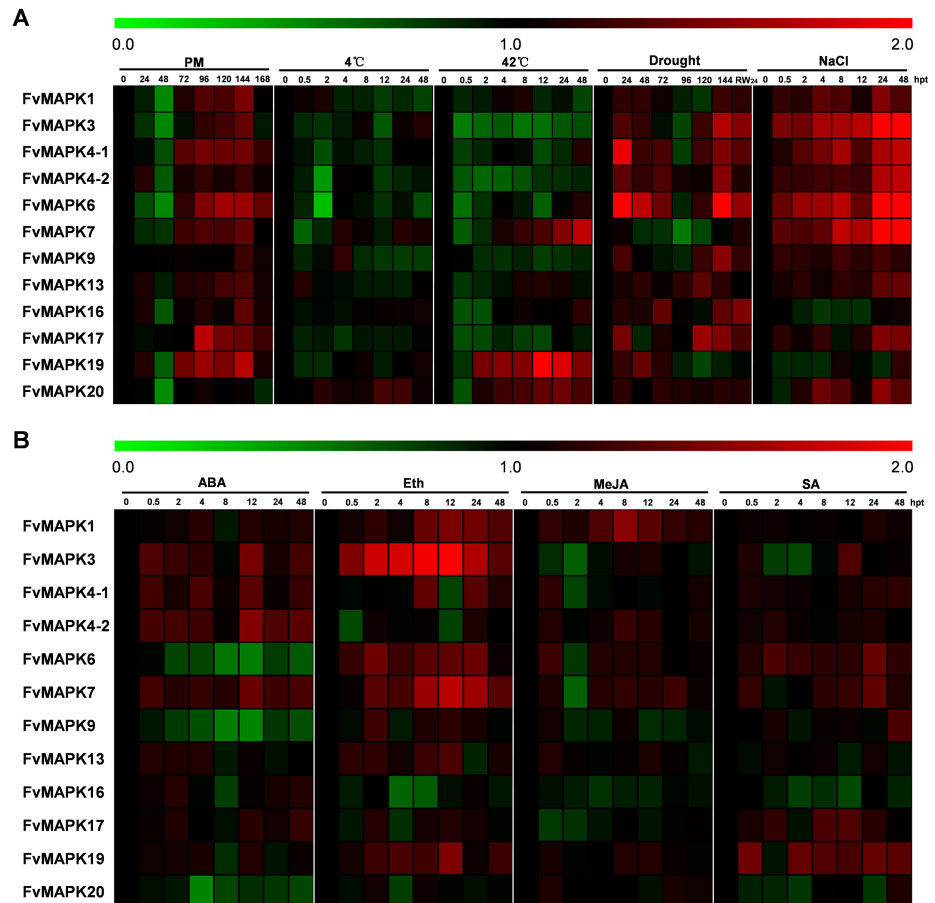 A
0.0 1.0 2.0
PM 4℃ 42℃ Drought NaCl
0 24 48 72 96 120 144 168 0 0.5 2 4 8 12 24 48 0 0.5 2 4 8 12 24 48 0 24 48 72 96 120 144 RW24 0 0.5 2 4 8 12 24 48 hpt
FvMAPK1
FvMAPK3
FvMAPK4-1
FvMAPK4-2
FvMAPK6
FvMAPK7
FvMAPK9
FvMAPK13
FvMAPK16
FvMAPK17
FvMAPK19
FvMAPK20
B
0.0 1.0 2.0
ABA Eth MeJA SA
0 0.5 2 4 8 12 24 48 0 0.5 2 4 8 12 24 48 0 0.5 2 4 8 12 24 48 0 0.5 2 4 8 12 24 48 hpt
FvMAPK1
FvMAPK3
FvMAPK4-1
FvMAPK4-2
FvMAPK6
FvMAPK7
FvMAPK9
FvMAPK13
FvMAPK16
FvMAPK17
FvMAPK19
FvMAPK20